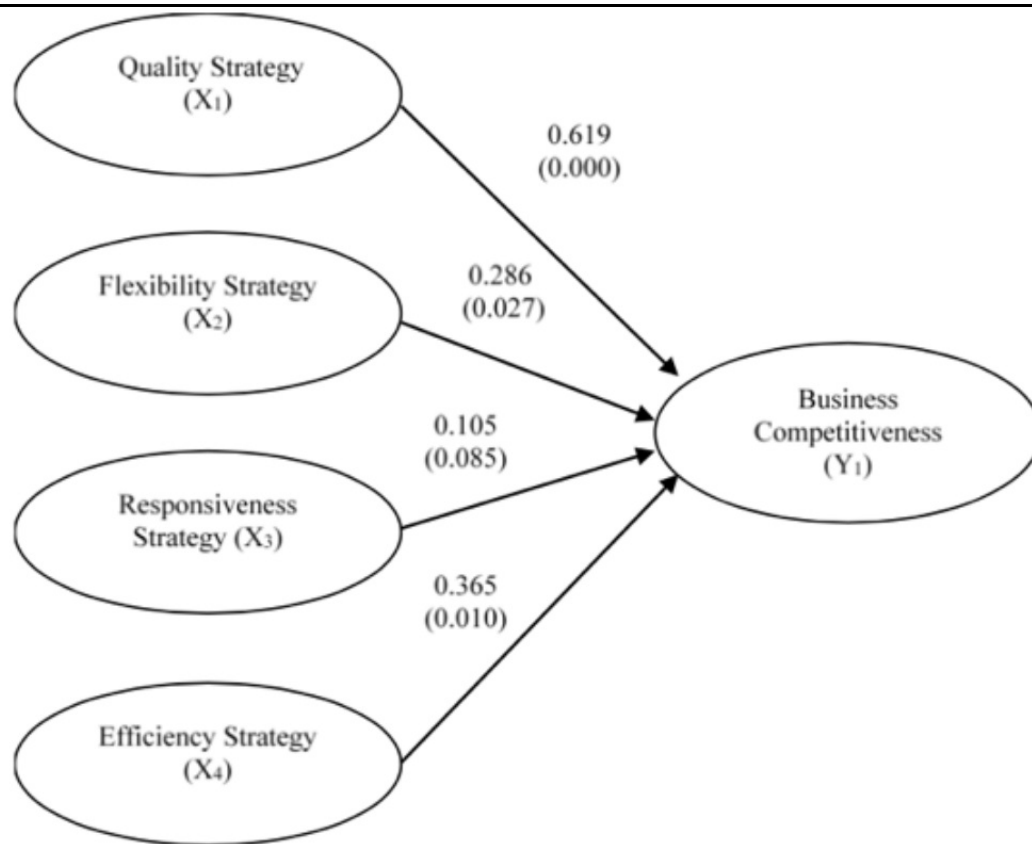 Quality Strategy
(X₁)
0.619
(0.000)
Flexibility Strategy
(X₂)
0.286
(0.027)
Business
Competitiveness
(Y₁)
0.105
(0.085)
Responsiveness
Strategy (X₃)
0.365
(0.010)
Efficiency Strategy
(X₄)